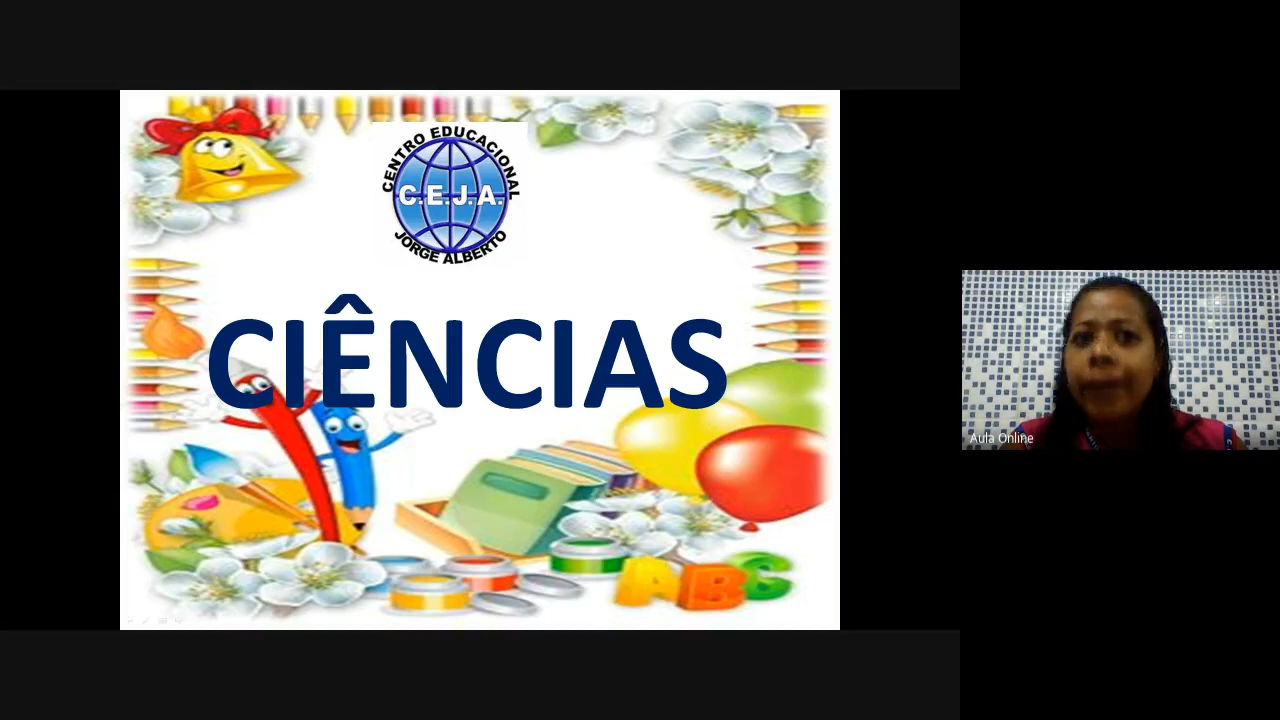 CENTRO EDUCACIONAL
C.E.J.A.
JORGE ALBERTO
CIÊNCIAS
ABC
Aula Online